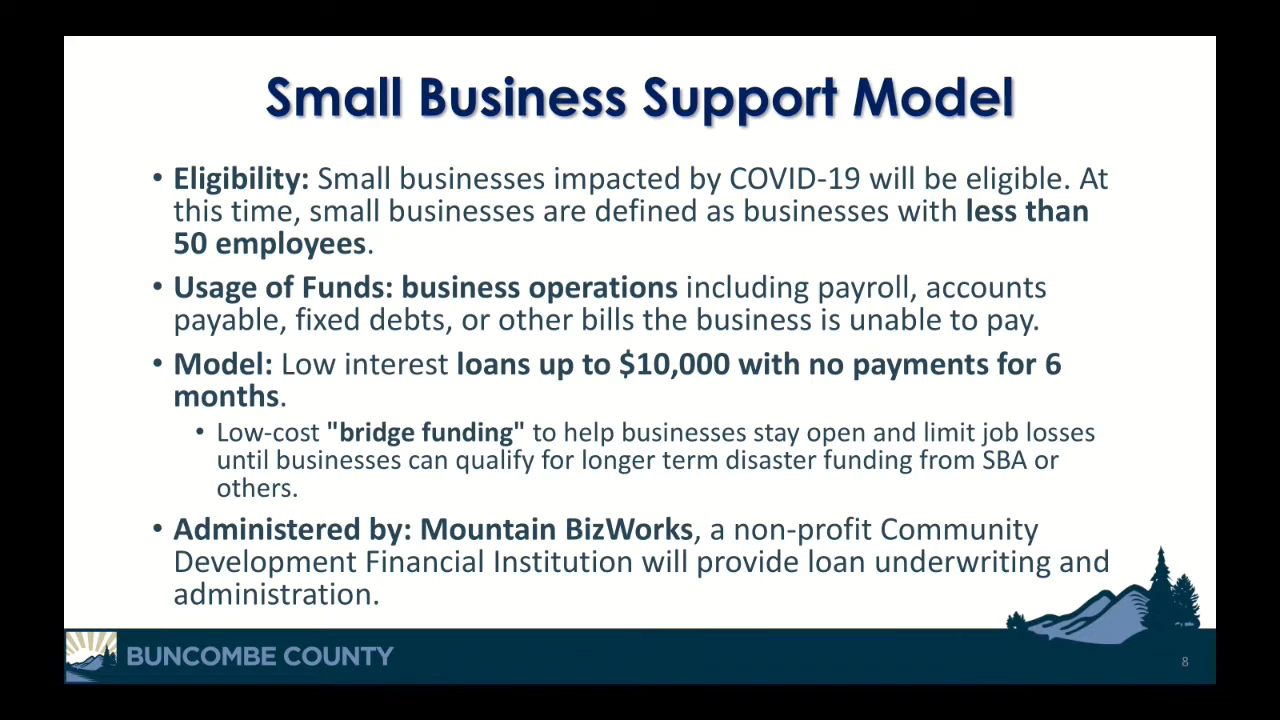 Small Business Support Model
• Eligibility: Small businesses impacted by COVID-19 will be eligible. At
this time, small businesses are defined as businesses with less than
50 employees.
• Usage of Funds: business operations including payroll, accounts
payable, fixed debts, or other bills the business is unable to pay.
• Model: Low interest loans up to $10,000 with no payments for 6
months.
• Low-cost "bridge funding" to help businesses stay open and limit job losses
until businesses can qualify for longer term disaster funding from SBA or
others.
• Administered by: Mountain BizWorks, a non-profit Community
Development Financial Institution will provide loan underwriting and
administration.
BUNCOMBE COUNTY
8